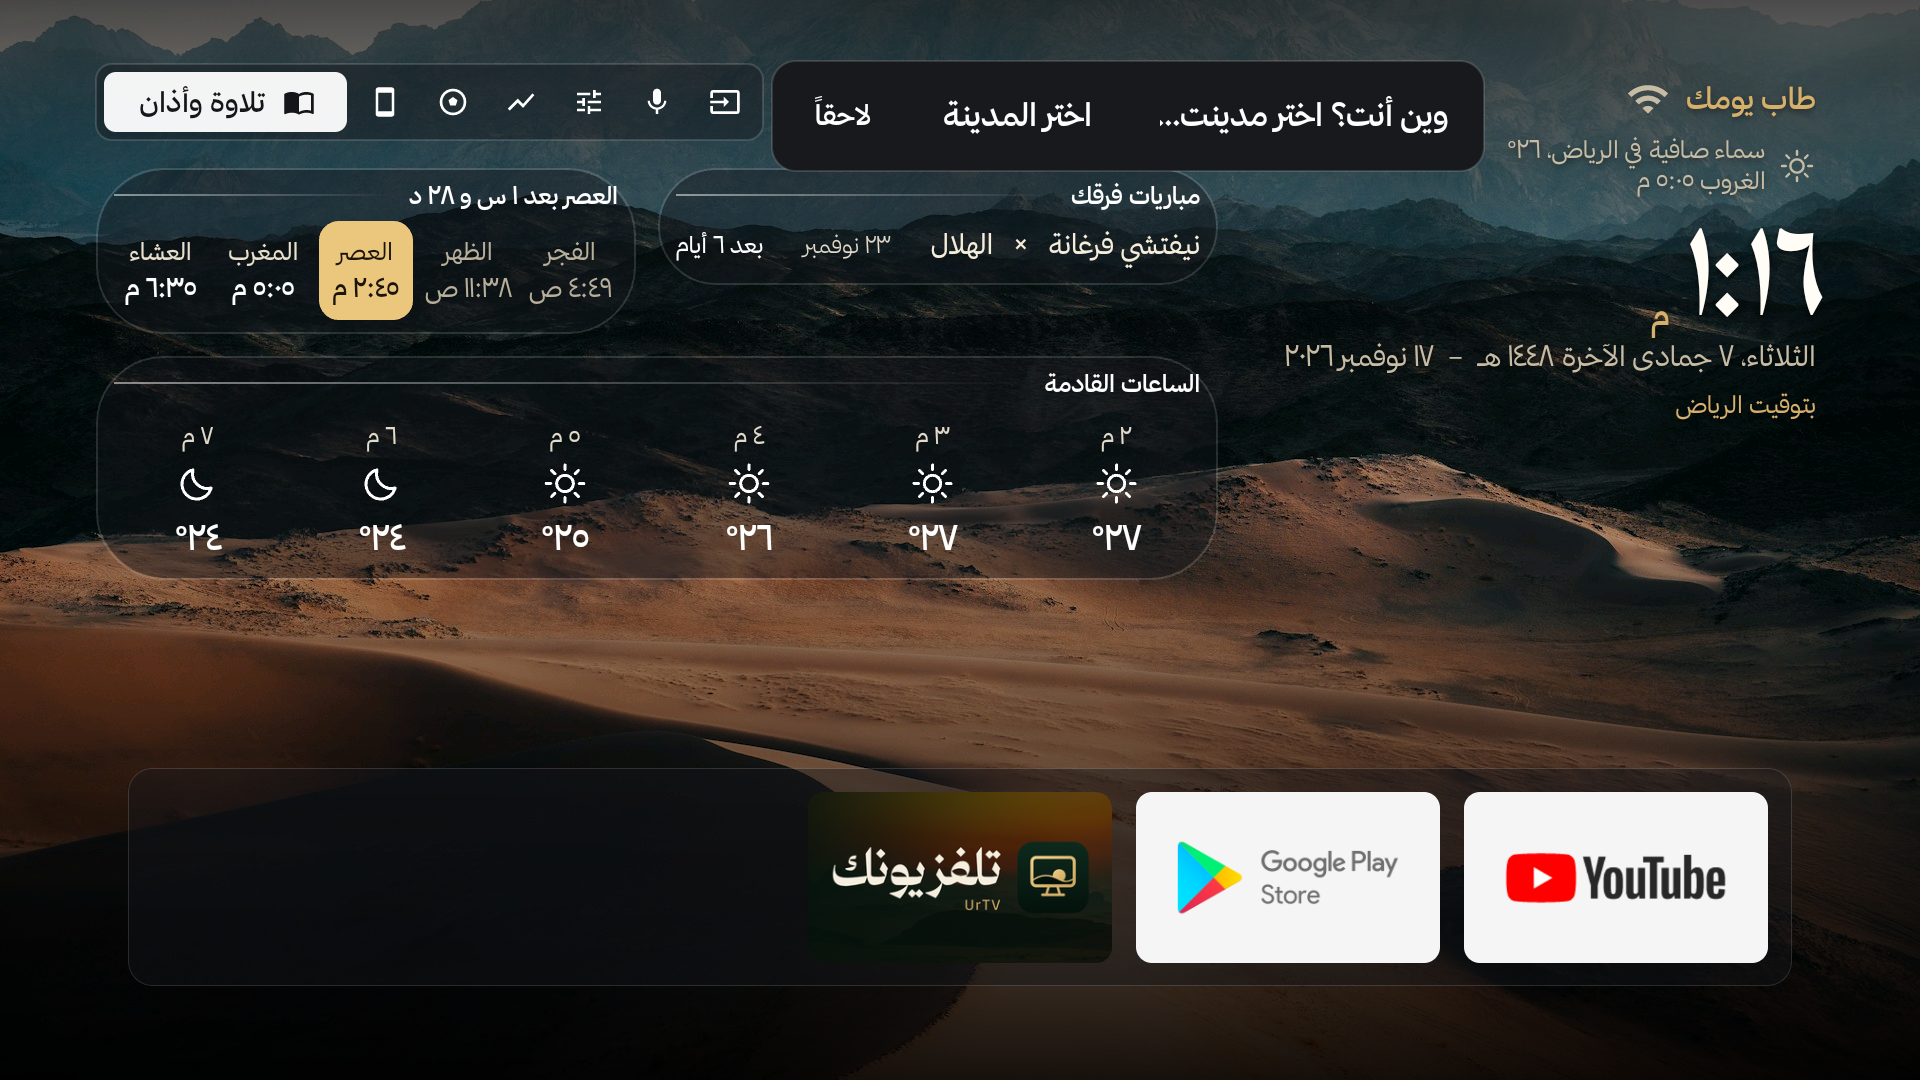 طاب يومك
سماء صافية في الرياض، ٢٦°
الغروب ٥:٠٥ م
١:١٦ م
الثلاثاء، ٧ جمادى الآخرة ١٤٤٨ هـ – ١٧ نوفمبر ٢٠٢٦
بتوقيت الرياض
وين أنت؟ اختر مدينت... اختر المدينة لاحقاً
تلاوة وأذان
مباريات فرقك
نيفتشي فرغانة × الهلال ٢٣ نوفمبر بعد ٦ أيام
العصر بعد ١ س و ٢٨ د
الفجر الظهر العصر المغرب العشاء
٤:٤٩ ص ١١:٣٨ ص ٢:٤٥ م ٥:٠٥ م ٦:٣٥ م
الساعات القادمة
٢ م ٣ م ٤ م ٥ م ٦ م ٧ م
٢٧° ٢٧° ٢٦° ٢٥° ٢٤° ٢٤°
YouTube
Google Play
Store
تلفزيونك
UrTV